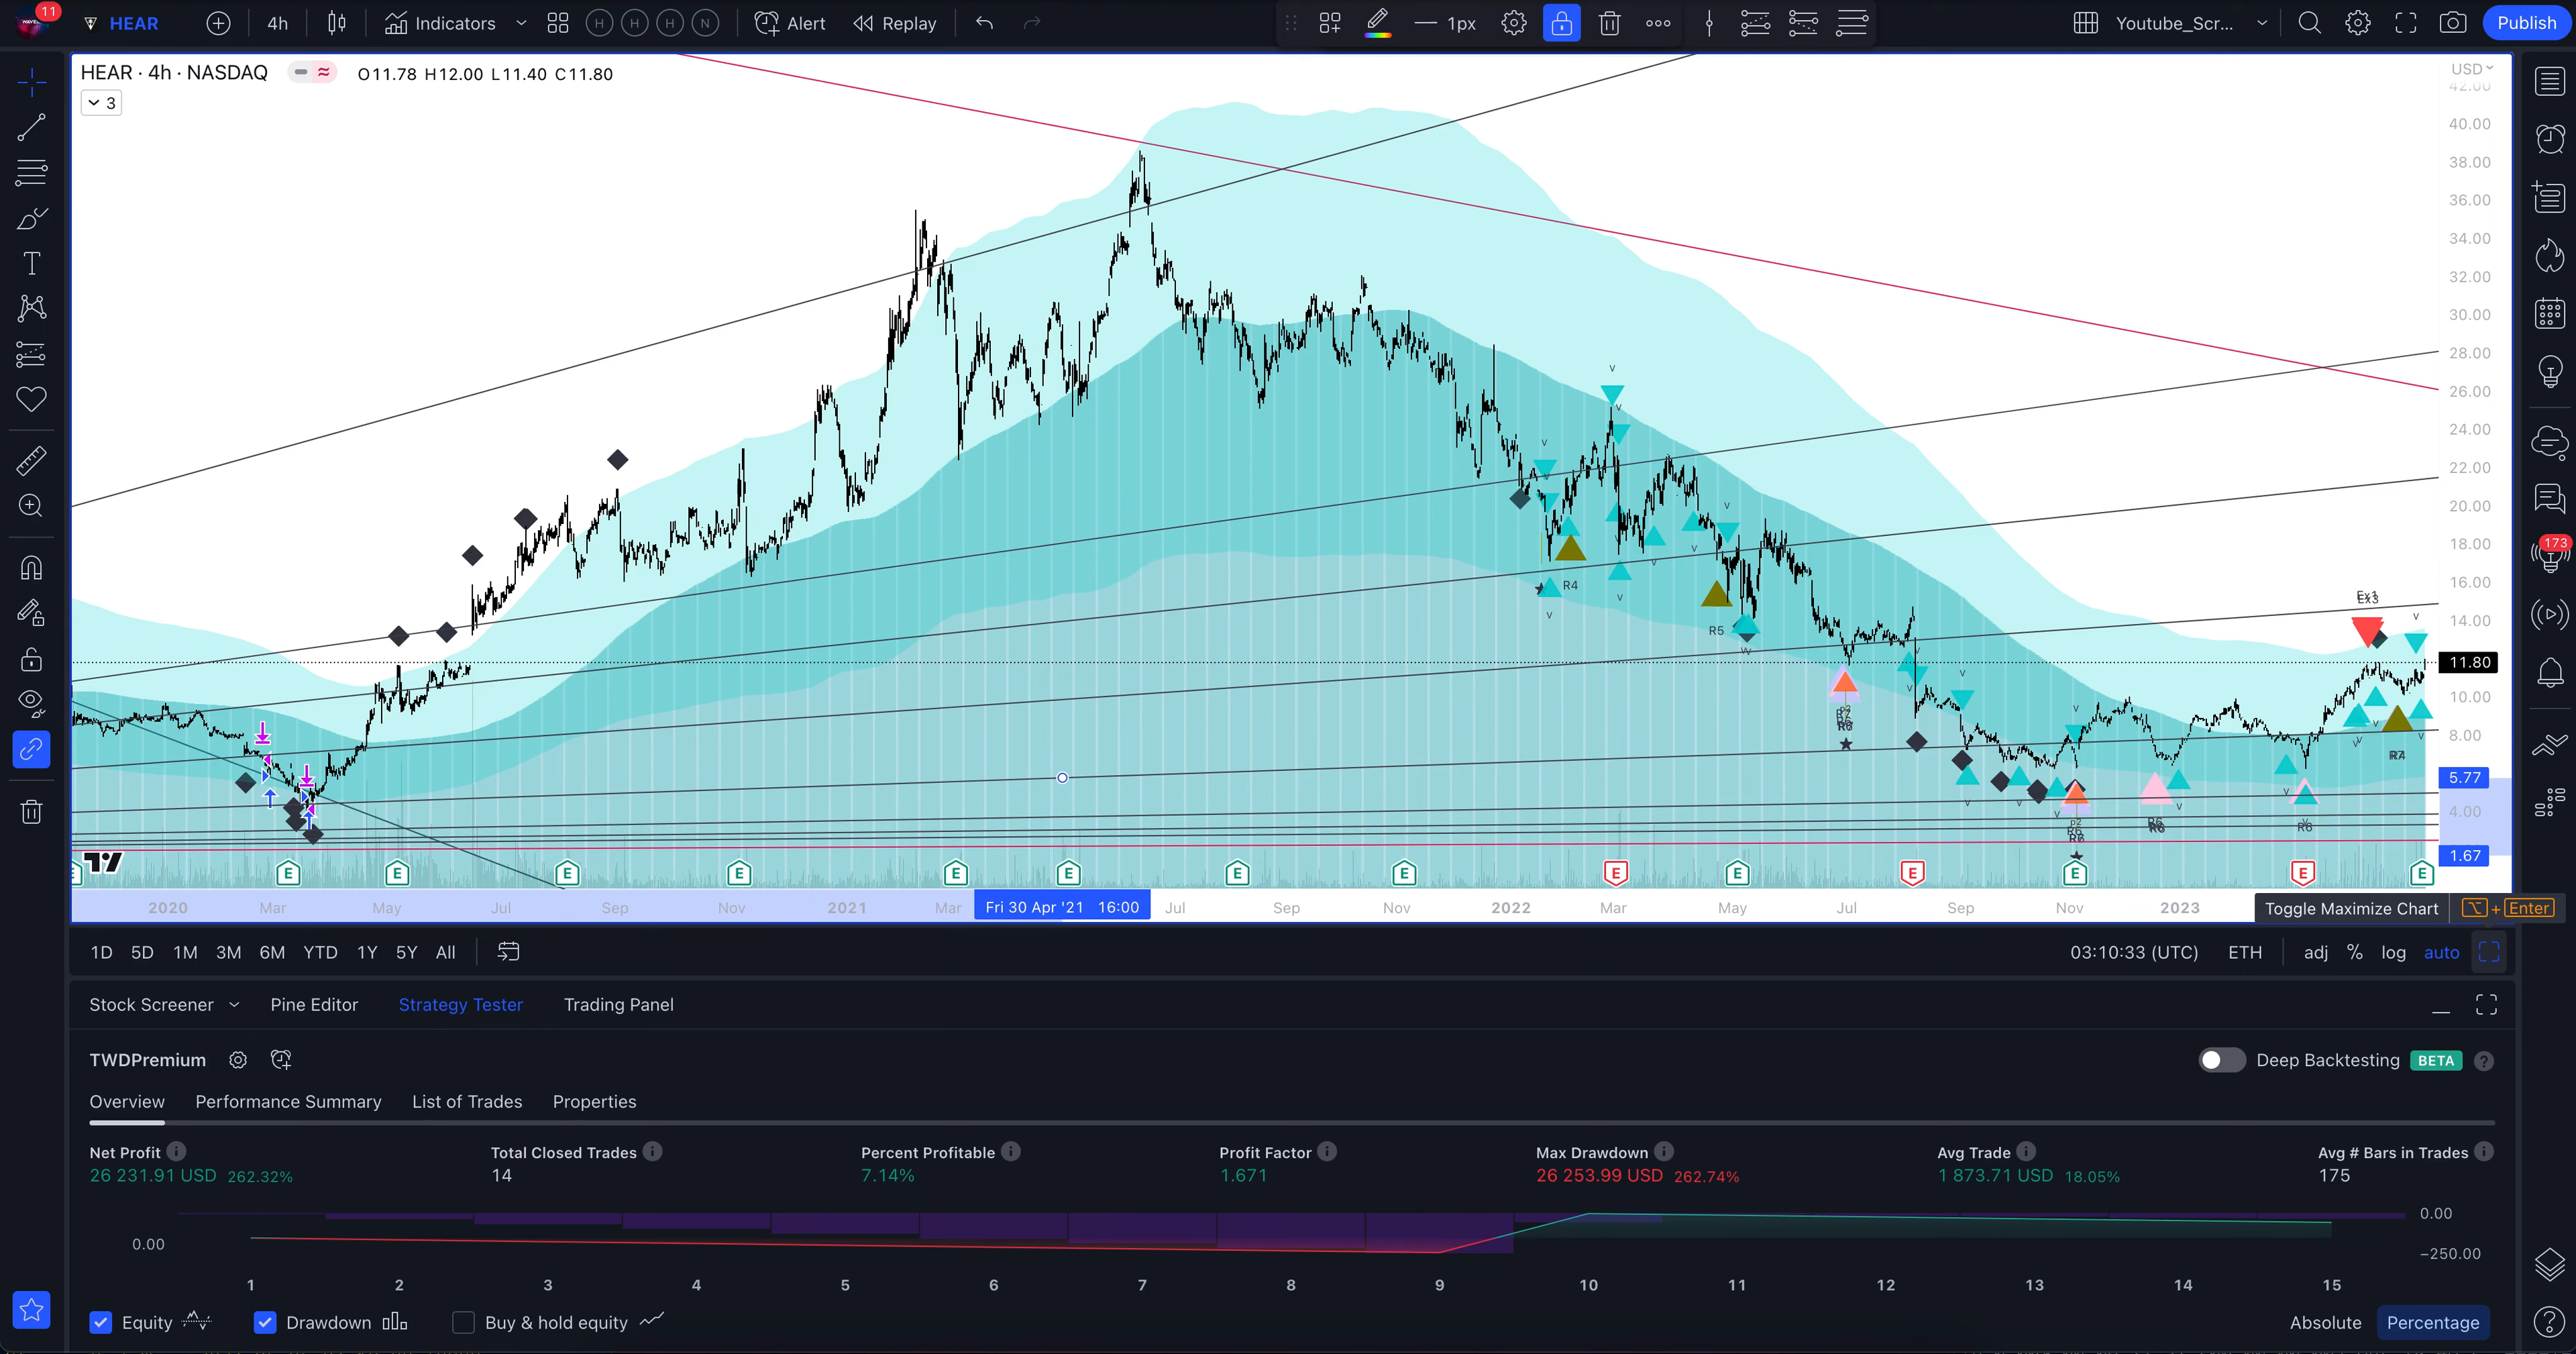 11
HEAR 4h Indicators H H H N Alert Replay 1px Youtube_Scr... Publish
HEAR · 4h · NASDAQ O11.78 H12.00 L11.40 C11.80
3
USD
42.00
40.00
38.00
36.00
34.00
32.00
30.00
28.00
26.00
24.00
22.00
20.00
18.00
16.00
14.00
11.80
10.00
8.00
5.77
4.00
1.67
173
Ex3
R4
R5
R6
R6
R6
E E E E E E E E E E E E E E
2020 Mar May Jul Sep Nov 2021 Mar Fri 30 Apr '21 16:00 Jul Sep Nov 2022 Mar May Jul Sep Nov 2023
Toggle Maximize Chart ⌥ + Enter
1D 5D 1M 3M 6M YTD 1Y 5Y All 03:10:33 (UTC) ETH adj % log auto
Stock Screener Pine Editor Strategy Tester Trading Panel
TWDPremium Deep Backtesting BETA ?
Overview Performance Summary List of Trades Properties
Net Profit Total Closed Trades Percent Profitable Profit Factor Max Drawdown Avg Trade Avg # Bars in Trades
26 231.91 USD 262.32% 14 7.14% 1.671 26 253.99 USD 262.74% 1 873.71 USD 18.05% 175
0.00
0.00
−250.00
1 2 3 4 5 6 7 8 9 10 11 12 13 14 15
Equity Drawdown Buy & hold equity Absolute Percentage